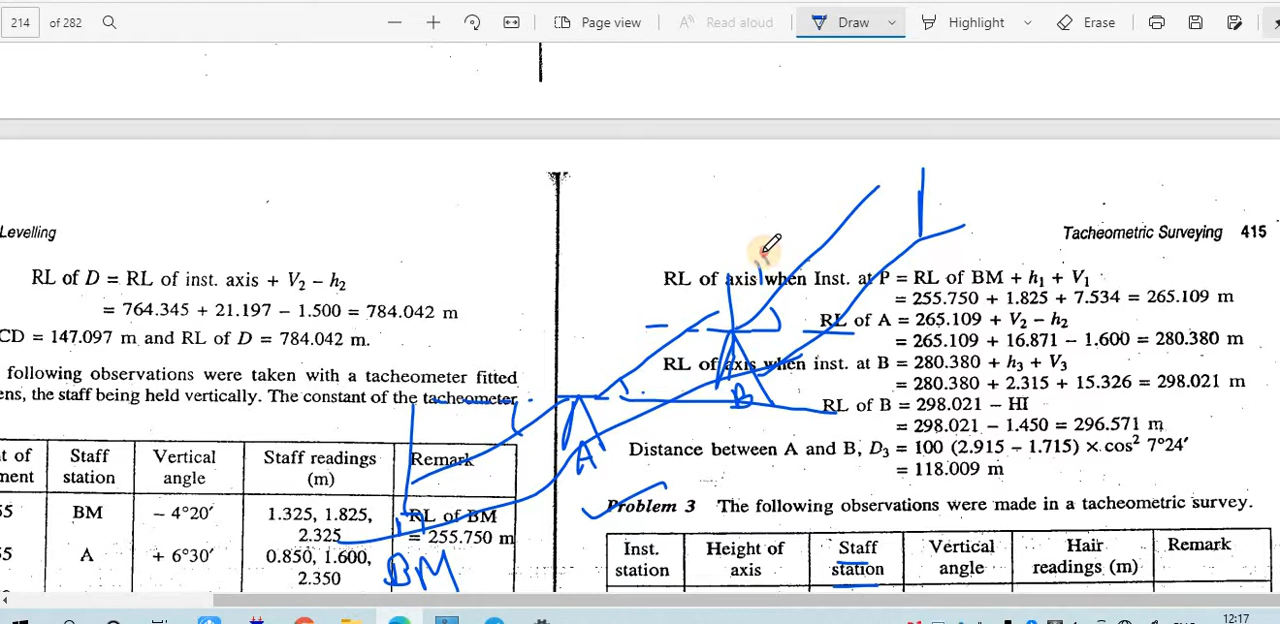 214 of 282
Page view
Read aloud
Draw
Highlight
Erase
Levelling
RL of D = RL of inst. axis + V₂ − h₂
= 764.345 + 21.197 − 1.500 = 784.042 m
CD = 147.097 m and RL of D = 784.042 m.
following observations were taken with a tacheometer fitted
ens, the staff being held vertically. The constant of the tacheometer
t of
ment
Staff
station
Vertical
angle
Staff readings
(m)
Remark
55
BM
− 4°20′
1.325, 1.825,
2.325
RL of BM
= 255.750 m
55
A
+ 6°30′
0.850, 1.600,
2.350
BM
Tacheometric Surveying 415
RL of axis when Inst. at P = RL of BM + h₁ + V₁
= 255.750 + 1.825 + 7.534 = 265.109 m
RL of A = 265.109 + V₂ − h₂
= 265.109 + 16.871 − 1.600 = 280.380 m
RL of axis when inst. at B = 280.380 + h₃ + V₃
= 280.380 + 2.315 + 15.326 = 298.021 m
RL of B = 298.021 − HI
= 298.021 − 1.450 = 296.571 m
Distance between A and B, D₃ = 100 (2.915 − 1.715) × cos² 7°24′
= 118.009 m
A
B
Problem 3 The following observations were made in a tacheometric survey.
Inst.
station
Height of
axis
Staff
station
Vertical
angle
Hair
readings (m)
Remark
12:17